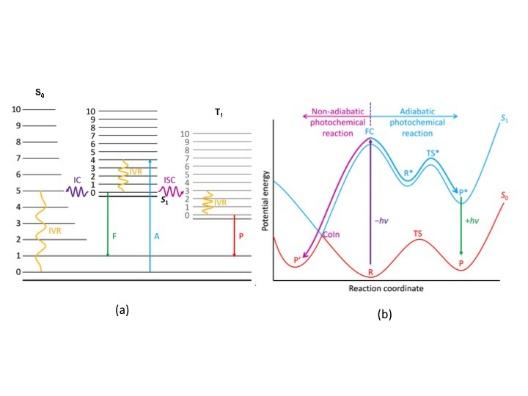 S0
10
9
8
7
6
5
4
3
2
1
0
IVR
IC
10
9
8
7
6
5
4
3
2
1
0
IVR
S1
F
A
ISC
T1
10
9
8
7
6
5
4
3
2
1
0
IVR
P
(a)
Non-adiabatic
photochemical
reaction
Adiabatic
photochemical
reaction
FC
S1
TS*
R*
P*
S0
CoIn
−hν
+hν
TS
P'
R
P
Potential energy
Reaction coordinate
(b)